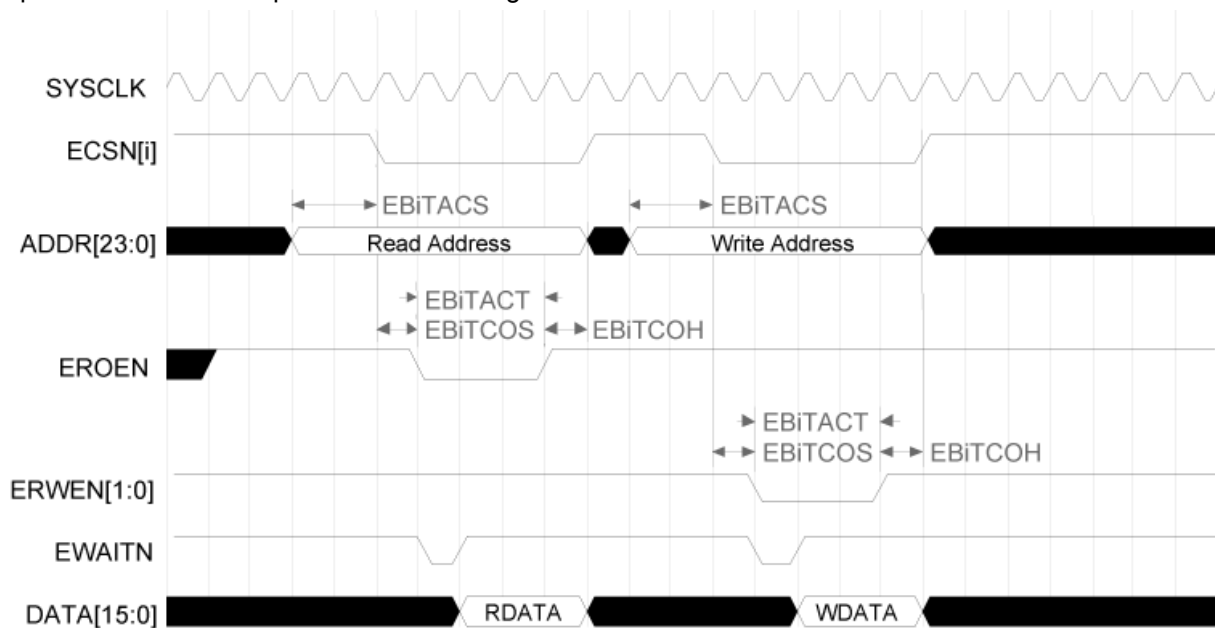 SYSCLK
ECSN[i]
EBiTACS EBiTACS
ADDR[23:0] Read Address Write Address
EBiTACT
EBiTCOS EBiTCOH
EROEN
EBiTACT
EBiTCOS EBiTCOH
ERWEN[1:0]
EWAITN
DATA[15:0] RDATA WDATA